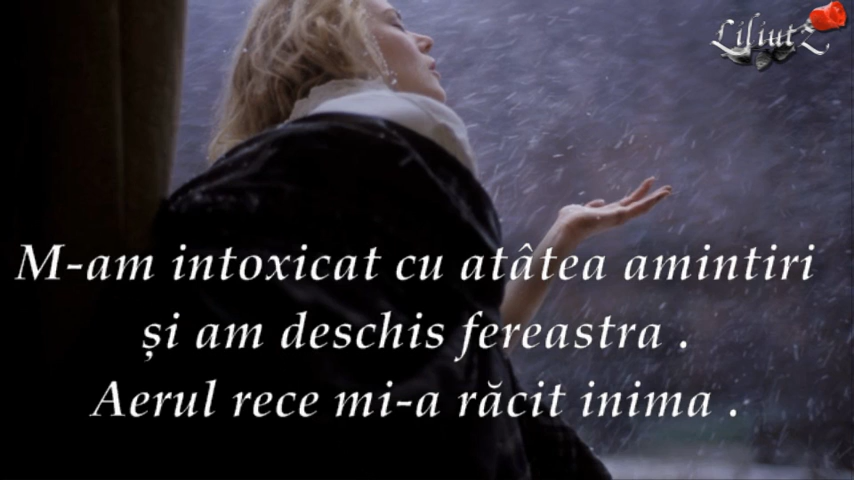 LiliutZ
M-am intoxicat cu atâtea amintiri
și am deschis fereastra .
Aerul rece mi-a răcit inima .